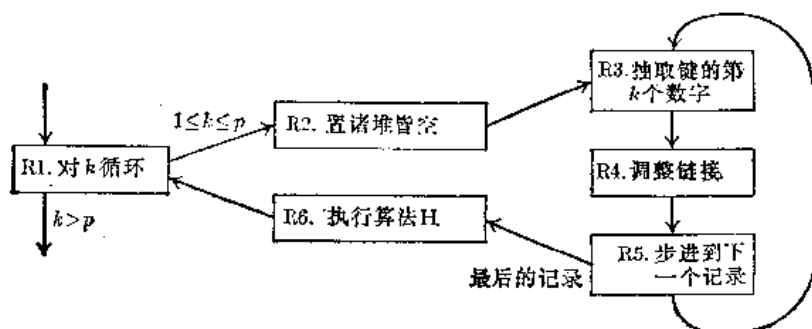 R1. 对k循环
1≤k≤p
k>p
R2. 置诸堆皆空
R3. 抽取键的第
k个数字
R4. 调整链接
R5. 步进到下
一个记录
最后的记录
R6. 执行算法H